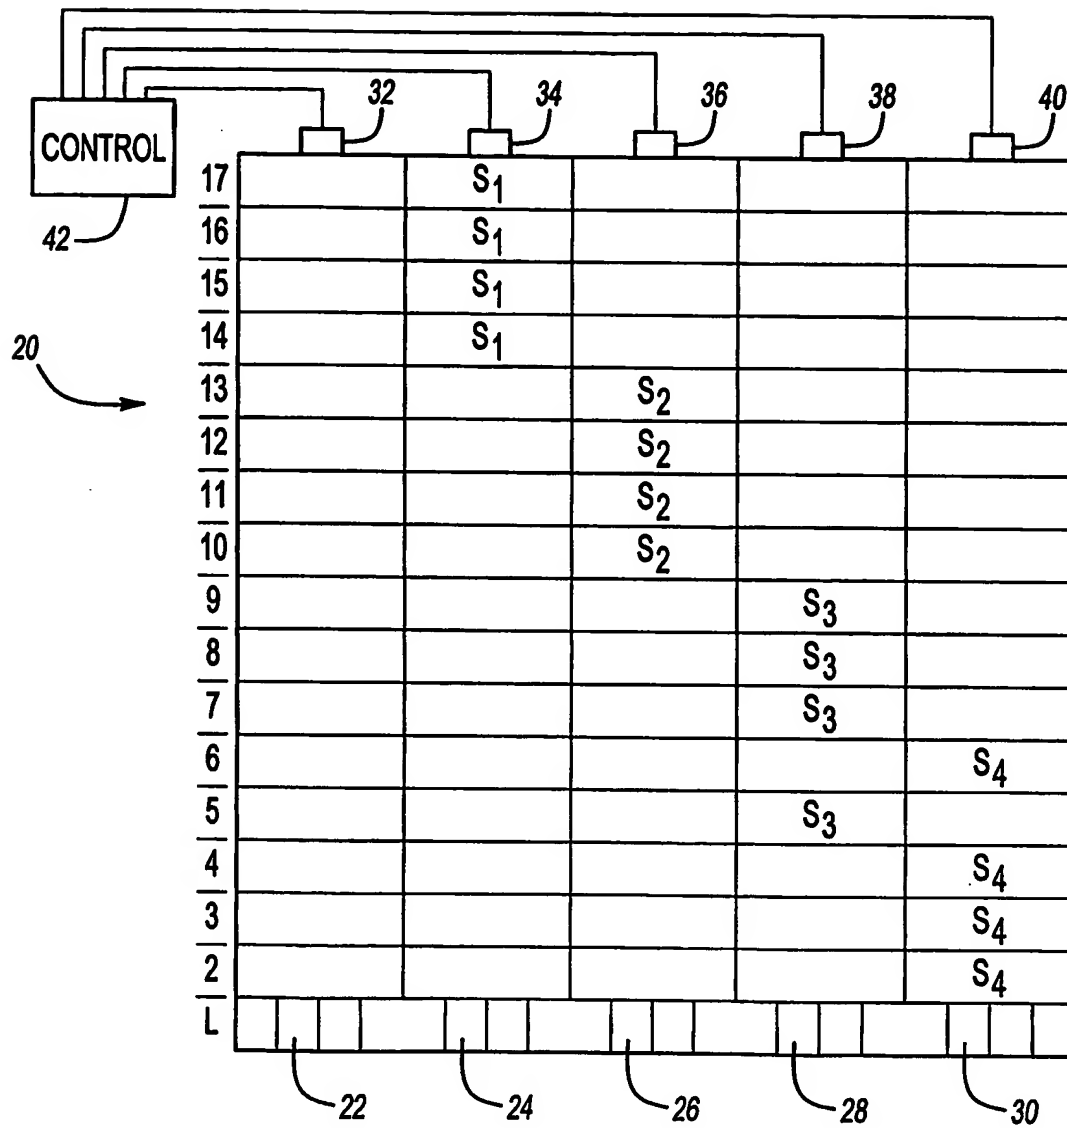 32 34 36 38 40
CONTROL
42
20
17 S1
16 S1
15 S1
14 S1
13 S2
12 S2
11 S2
10 S2
9 S3
8 S3
7 S3
6 S4
5 S3
4 S4
3 S4
2 S4
L
22 24 26 28 30